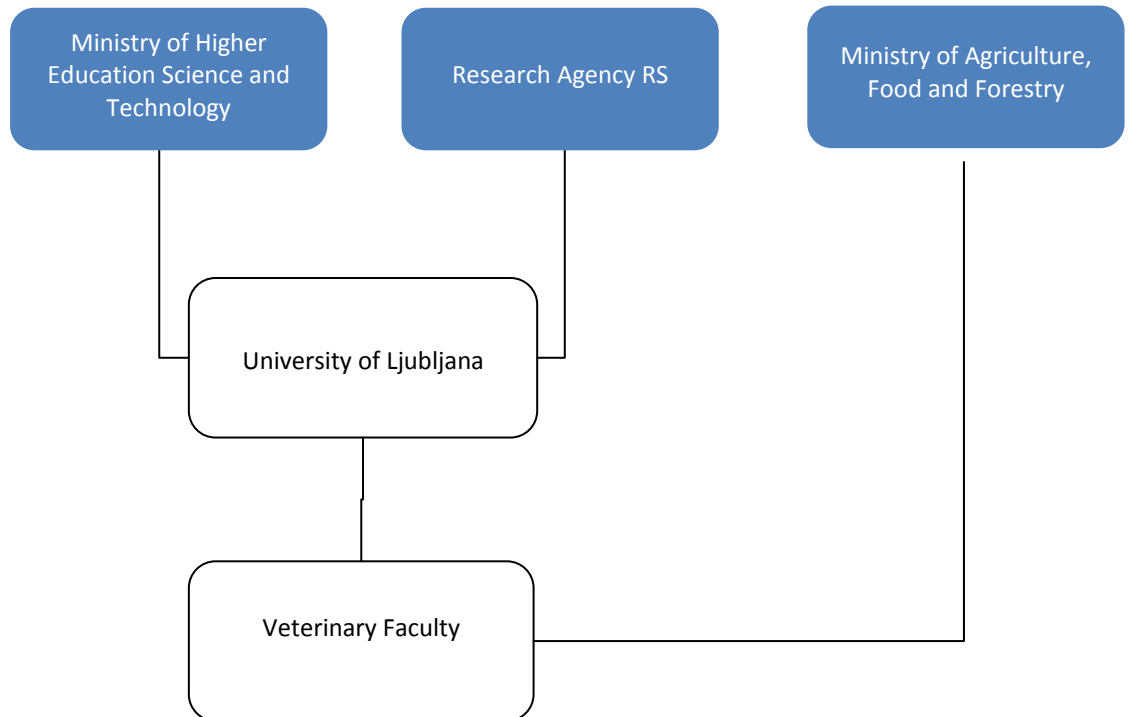 Ministry of Higher
Education Science and
Technology
Research Agency RS
Ministry of Agriculture,
Food and Forestry
University of Ljubljana
Veterinary Faculty